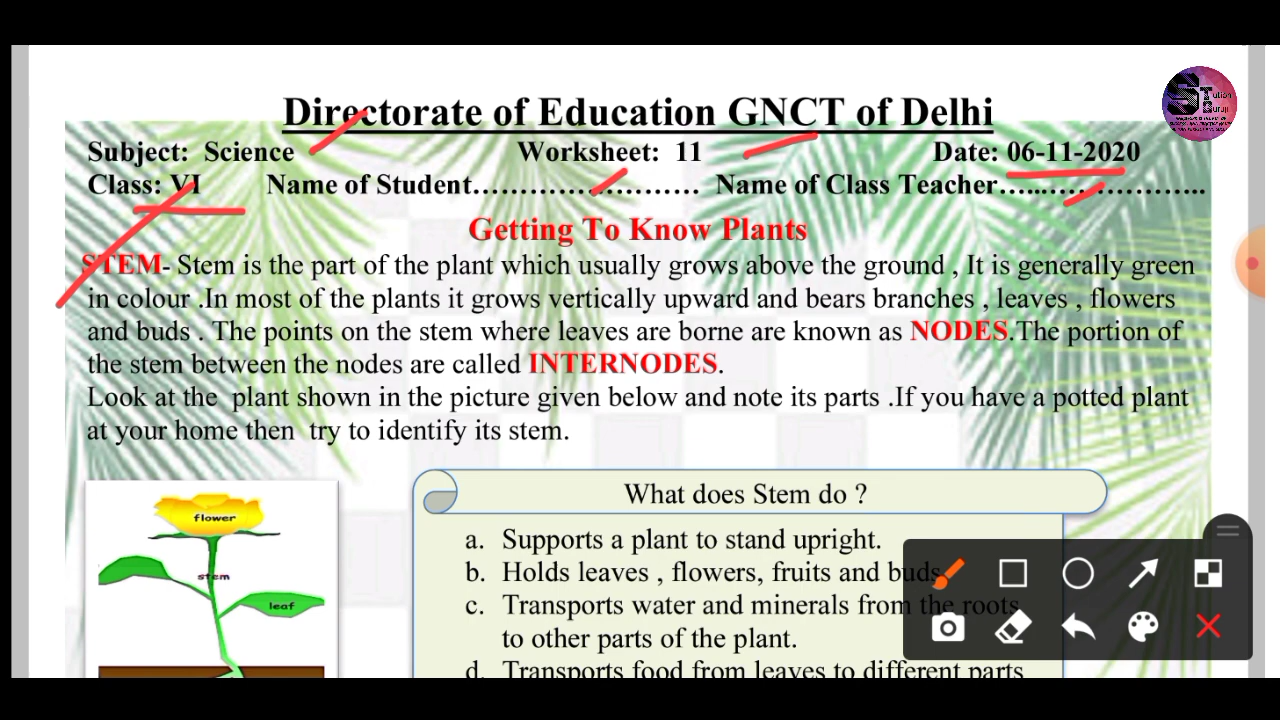 Directorate of Education GNCT of Delhi
Subject: Science Worksheet: 11 Date: 06-11-2020
Class: VI Name of Student…………………… Name of Class Teacher…..……………..
Getting To Know Plants
STEM- Stem is the part of the plant which usually grows above the ground , It is generally green
in colour .In most of the plants it grows vertically upward and bears branches , leaves , flowers
and buds . The points on the stem where leaves are borne are known as NODES.The portion of
the stem between the nodes are called INTERNODES.
Look at the plant shown in the picture given below and note its parts .If you have a potted plant
at your home then try to identify its stem.
flower
stem
leaf
What does Stem do ?
a. Supports a plant to stand upright.
b. Holds leaves , flowers, fruits and buds
c. Transports water and minerals from the roots
to other parts of the plant.
d. Transports food from leaves to different parts